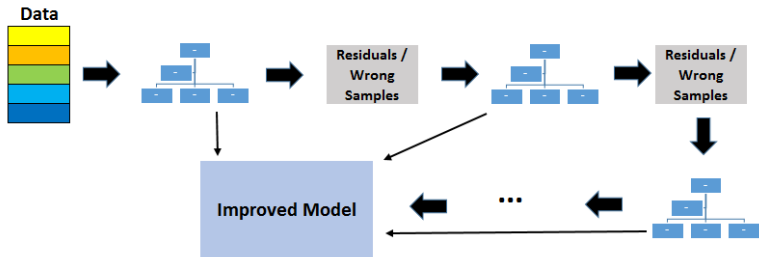 Data
Residuals /
Wrong
Samples
Residuals /
Wrong
Samples
-
-
- - -
-
-
- - -
Improved Model
...
-
-
- - -